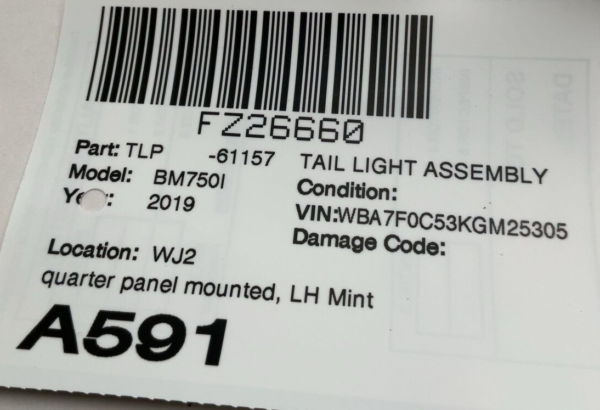 FZ26660
Part: TLP -61157 TAIL LIGHT ASSEMBLY
Model: BM750I Condition:
2019 VIN:WBA7F0C53KGM25305
Damage Code:
Location: WJ2
quarter panel mounted, LH Mint
A591